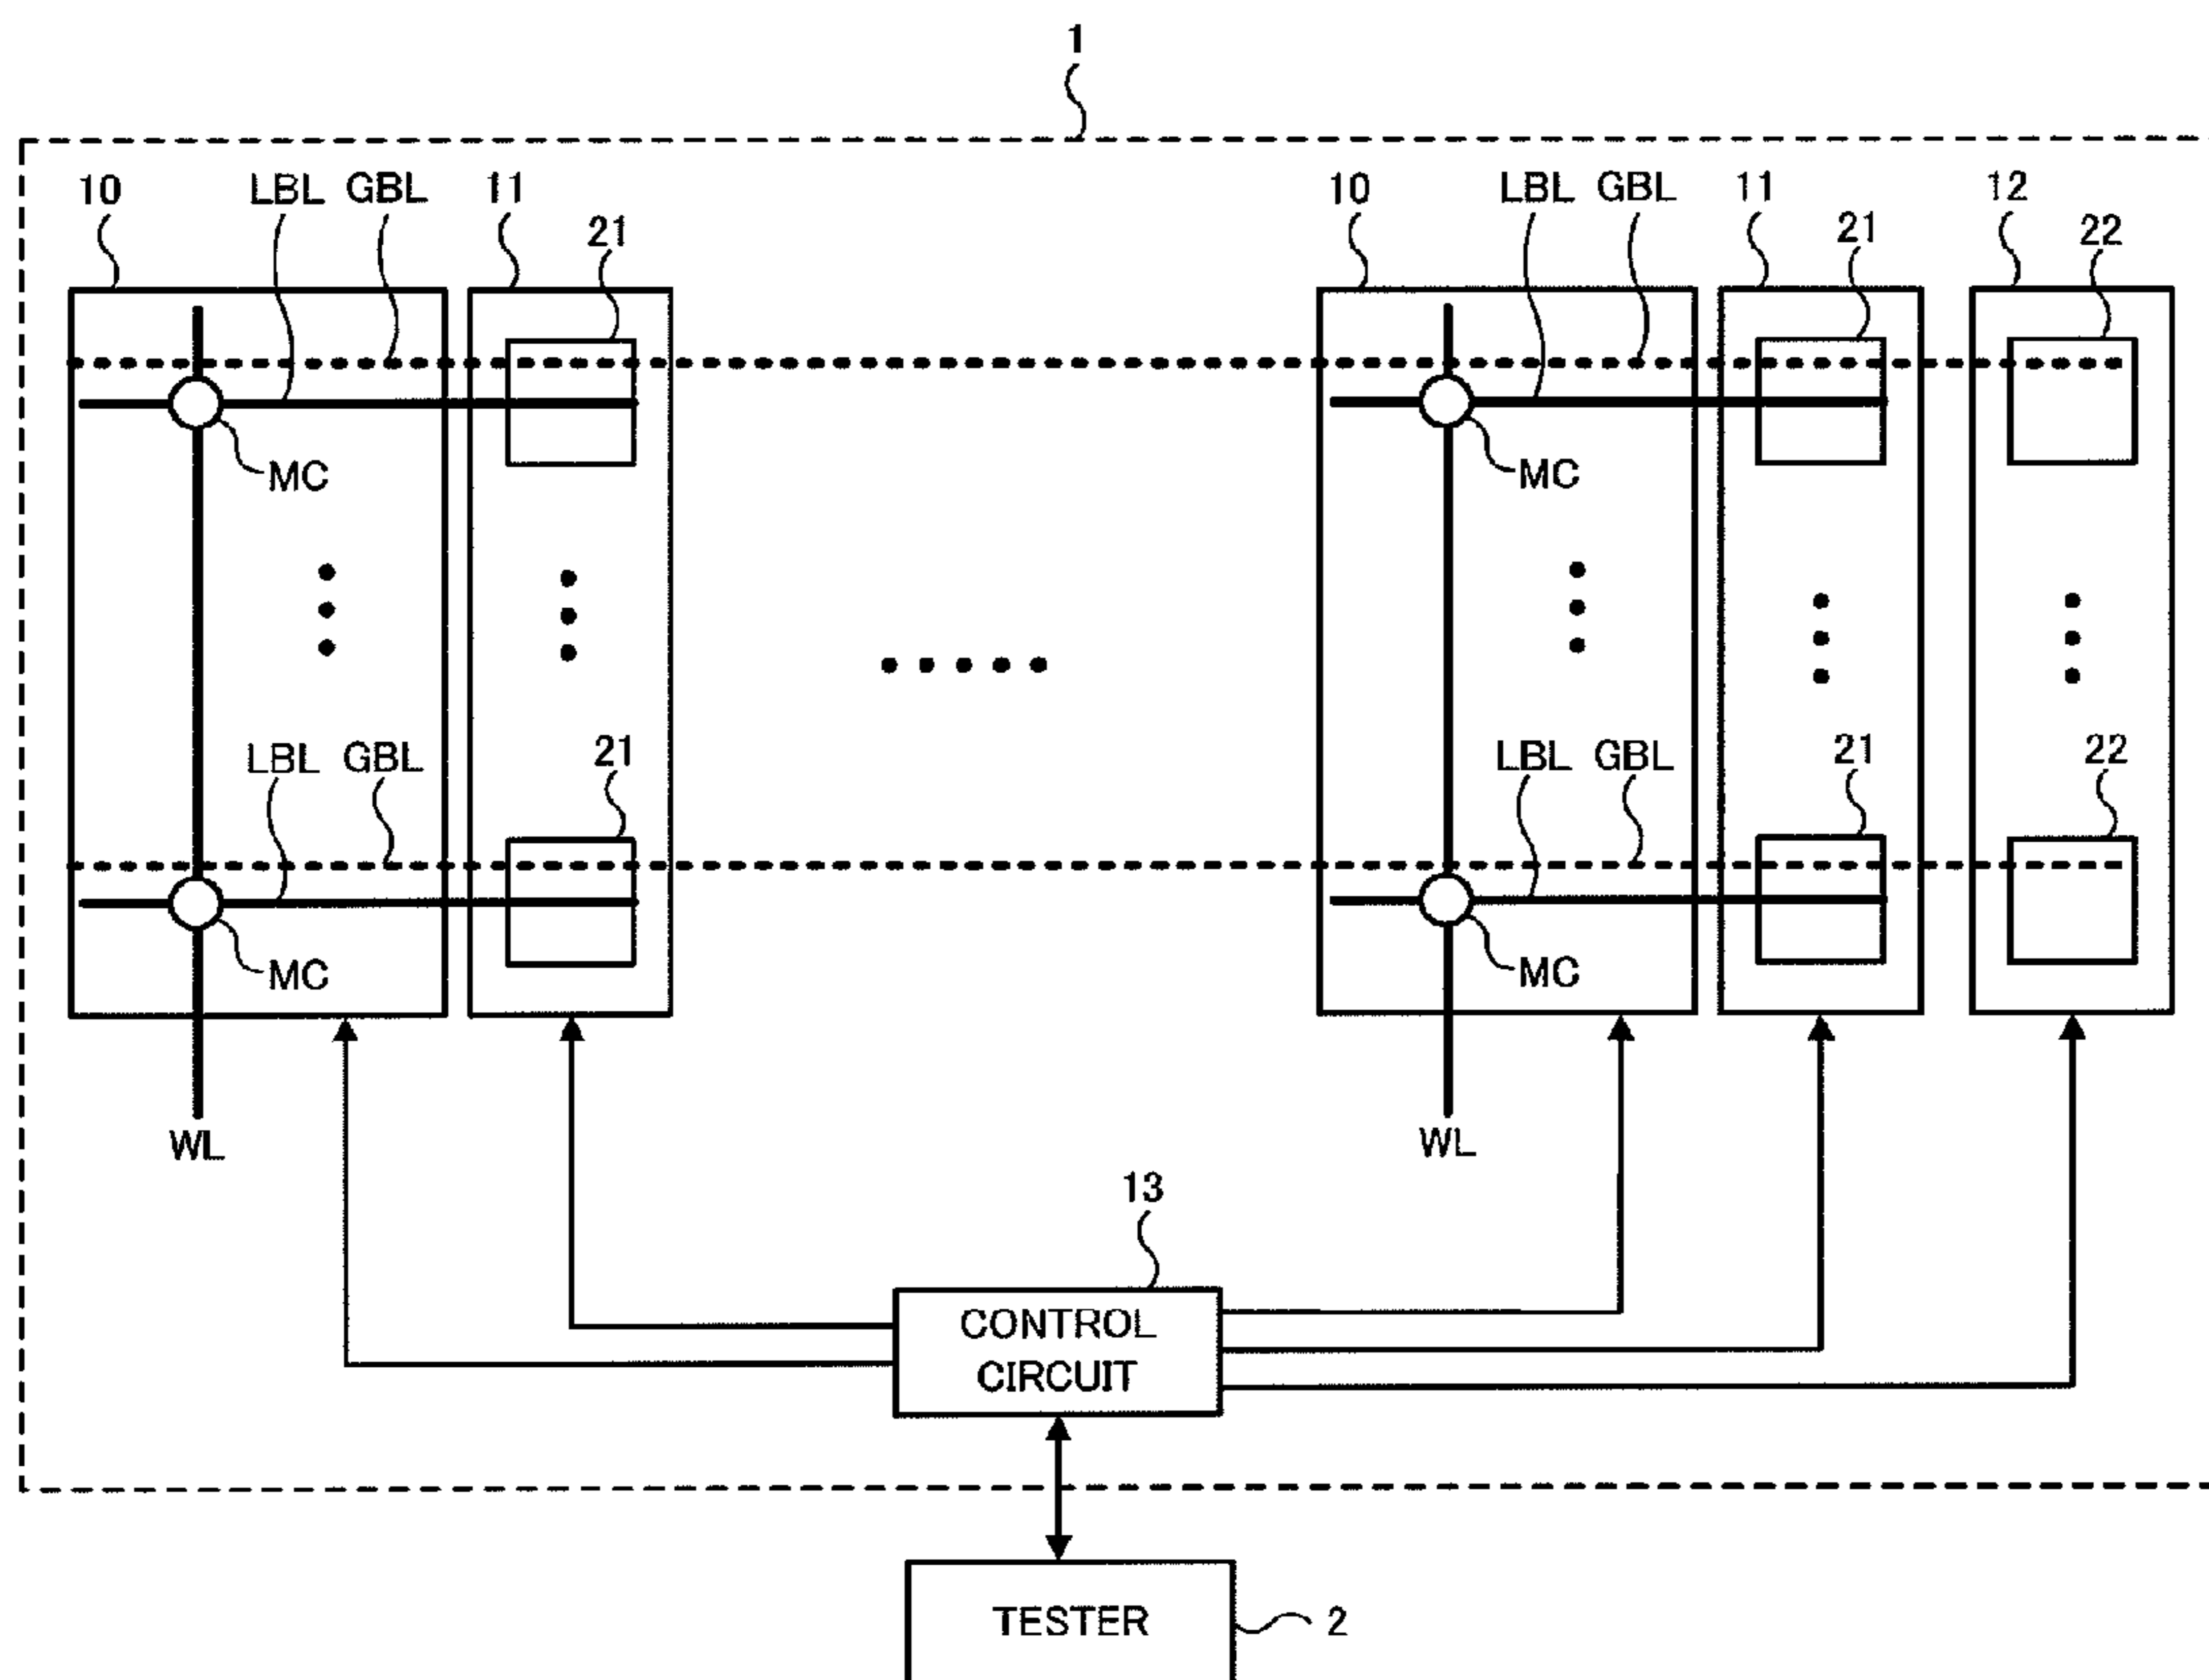 1
10 LBL GBL 11 21 10 LBL GBL 11 21 12 22
MC MC
LBL GBL 21 LBL GBL 21 22
MC MC
WL WL
13
CONTROL
CIRCUIT
TESTER 2